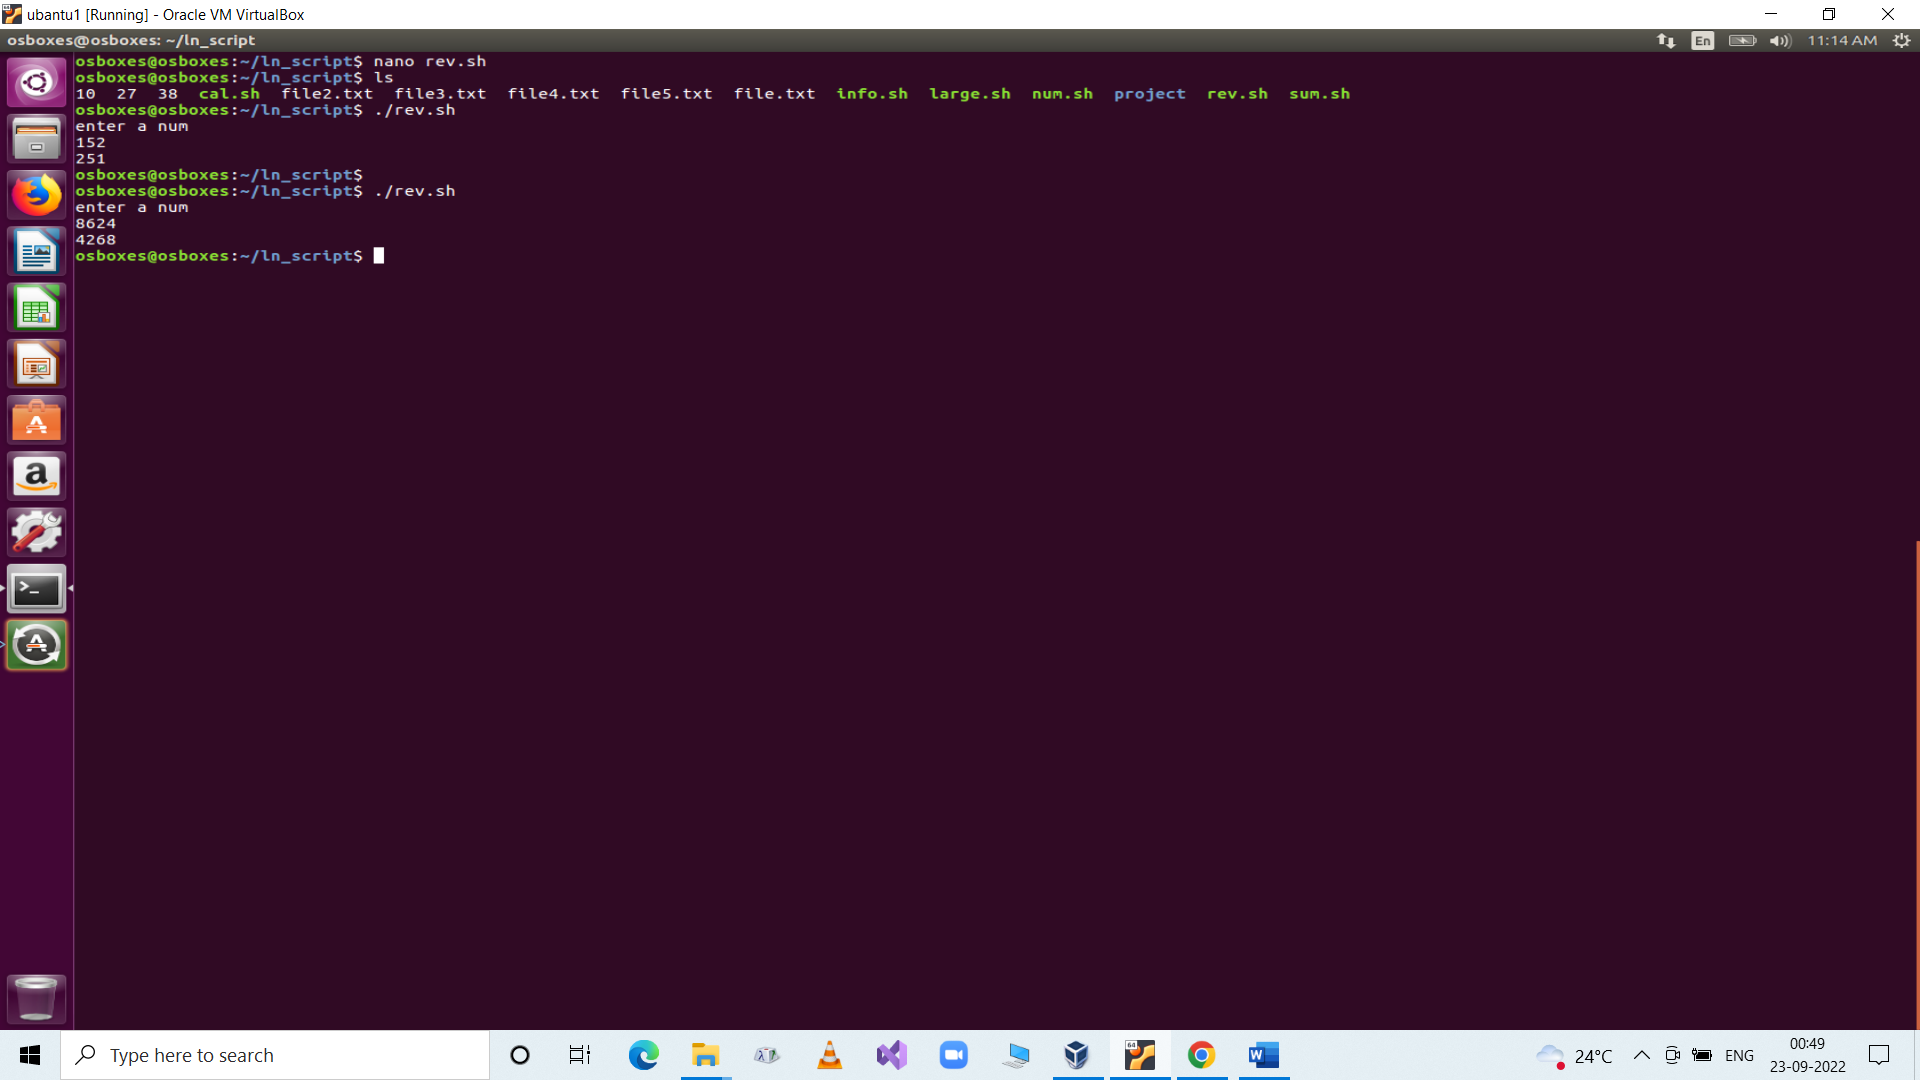 ubantu1 [Running] - Oracle VM VirtualBox
osboxes@osboxes: ~/ln_script
En
11:14 AM
osboxes@osboxes:~/ln_script$ nano rev.sh
osboxes@osboxes:~/ln_script$ ls
10 27 38 cal.sh file2.txt file3.txt file4.txt file5.txt file.txt info.sh large.sh num.sh project rev.sh sum.sh
osboxes@osboxes:~/ln_script$ ./rev.sh
enter a num
152
251
osboxes@osboxes:~/ln_script$
osboxes@osboxes:~/ln_script$ ./rev.sh
enter a num
8624
4268
osboxes@osboxes:~/ln_script$
Type here to search
24°C
ENG
00:49
23-09-2022